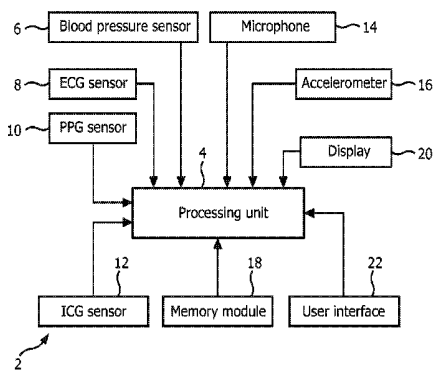 6 Blood pressure sensor
Microphone 14
8 ECG sensor
Accelerometer 16
10 PPG sensor
4
Display 20
Processing unit
12
18
22
ICG sensor
Memory module
User interface
2